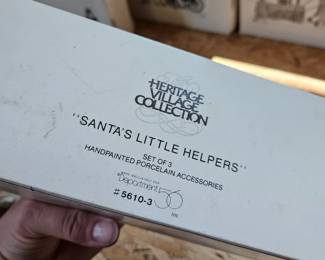 HERITAGE
VILLAGE
COLLECTION
"SANTA'S LITTLE HELPERS"
SET OF 3
HANDPAINTED PORCELAIN ACCESSORIES
Department 56
#5610-3